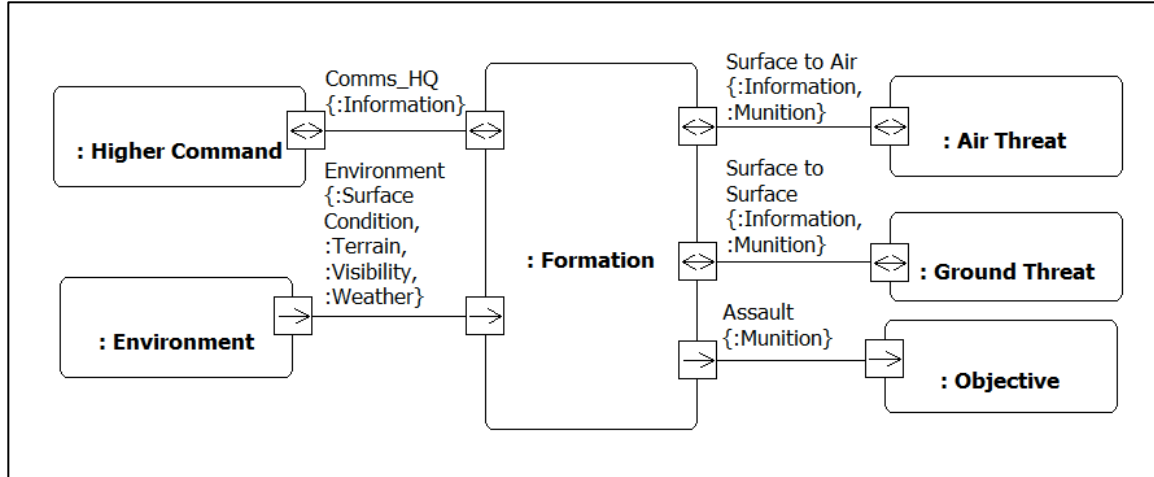 Comms_HQ
{:Information}
: Higher Command
Environment
{:Surface
Condition,
:Terrain,
:Visibility,
:Weather}
: Environment
: Formation
Surface to Air
{:Information,
:Munition}
: Air Threat
Surface to
Surface
{:Information,
:Munition}
: Ground Threat
Assault
{:Munition}
: Objective